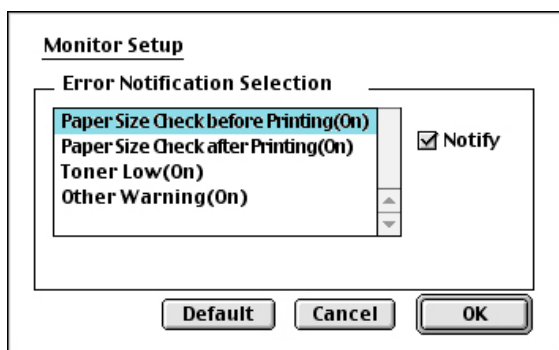 Monitor Setup
Error Notification Selection
Paper Size Check before Printing(On)
Paper Size Check after Printing(On)
Toner Low(On)
Other Warning(On)
Notify
Default
Cancel
OK